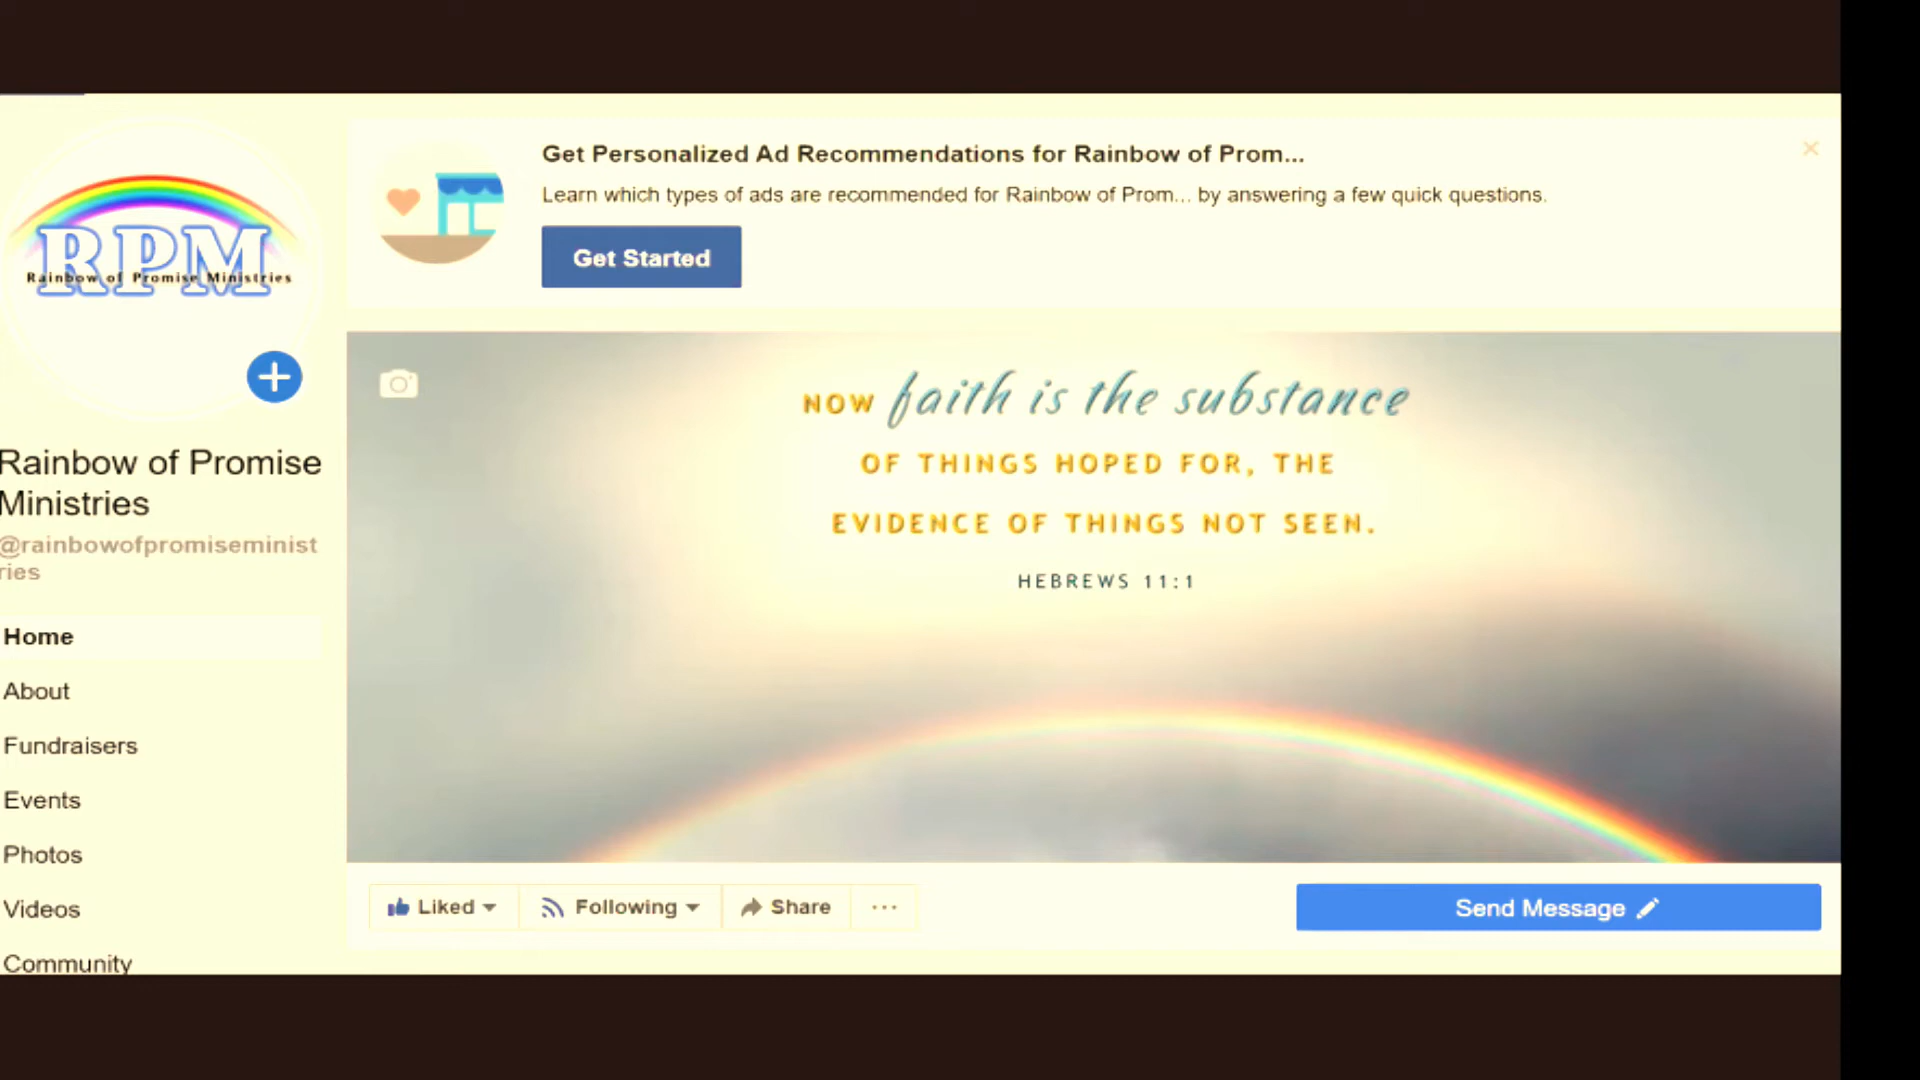 RPM
Rainbow of Promise Ministries
Rainbow of Promise
Ministries
@rainbowofpromiseminist
ries
Home
About
Fundraisers
Events
Photos
Videos
Community
Get Personalized Ad Recommendations for Rainbow of Prom...
Learn which types of ads are recommended for Rainbow of Prom... by answering a few quick questions.
Get Started
NOW faith is the substance
OF THINGS HOPED FOR, THE
EVIDENCE OF THINGS NOT SEEN.
HEBREWS 11:1
Liked
Following
Share
...
Send Message